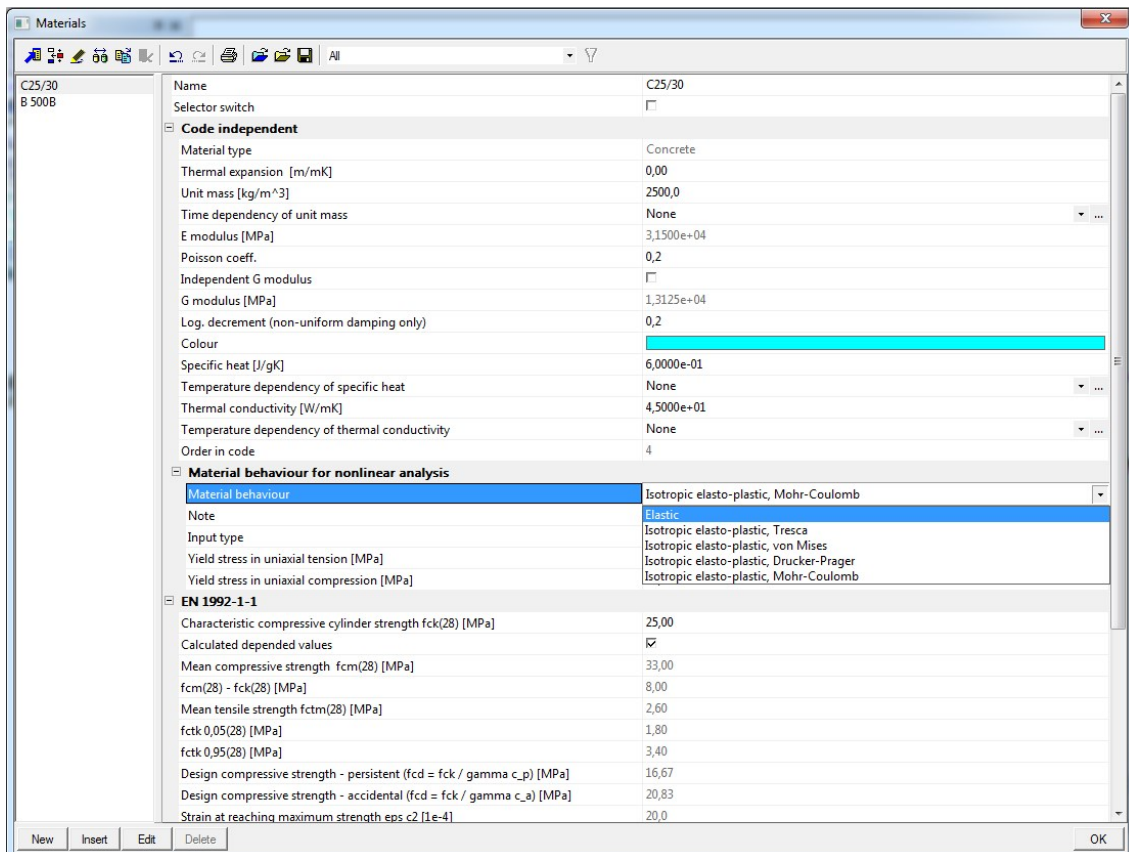 Materials
All
C25/30
B 500B
Name C25/30
Selector switch
Code independent
Material type Concrete
Thermal expansion [m/mK] 0,00
Unit mass [kg/m^3] 2500,0
Time dependency of unit mass None ...
E modulus [MPa] 3,1500e+04
Poisson coeff. 0,2
Independent G modulus
G modulus [MPa] 1,3125e+04
Log. decrement (non-uniform damping only) 0,2
Colour
Specific heat [J/gK] 6,0000e-01
Temperature dependency of specific heat None ...
Thermal conductivity [W/mK] 4,5000e+01
Temperature dependency of thermal conductivity None ...
Order in code 4
Material behaviour for nonlinear analysis
Material behaviour Isotropic elasto-plastic, Mohr-Coulomb
Note
Input type
Yield stress in uniaxial tension [MPa]
Yield stress in uniaxial compression [MPa]
Elastic
Isotropic elasto-plastic, Tresca
Isotropic elasto-plastic, von Mises
Isotropic elasto-plastic, Drucker-Prager
Isotropic elasto-plastic, Mohr-Coulomb
EN 1992-1-1
Characteristic compressive cylinder strength fck(28) [MPa] 25,00
Calculated depended values
Mean compressive strength fcm(28) [MPa] 33,00
fcm(28) - fck(28) [MPa] 8,00
Mean tensile strength fctm(28) [MPa] 2,60
fctk 0,05(28) [MPa] 1,80
fctk 0,95(28) [MPa] 3,40
Design compressive strength - persistent (fcd = fck / gamma c_p) [MPa] 16,67
Design compressive strength - accidental (fcd = fck / gamma c_a) [MPa] 20,83
Strain at reaching maximum strength eps c2 [1e-4] 20,0
New Insert Edit Delete OK